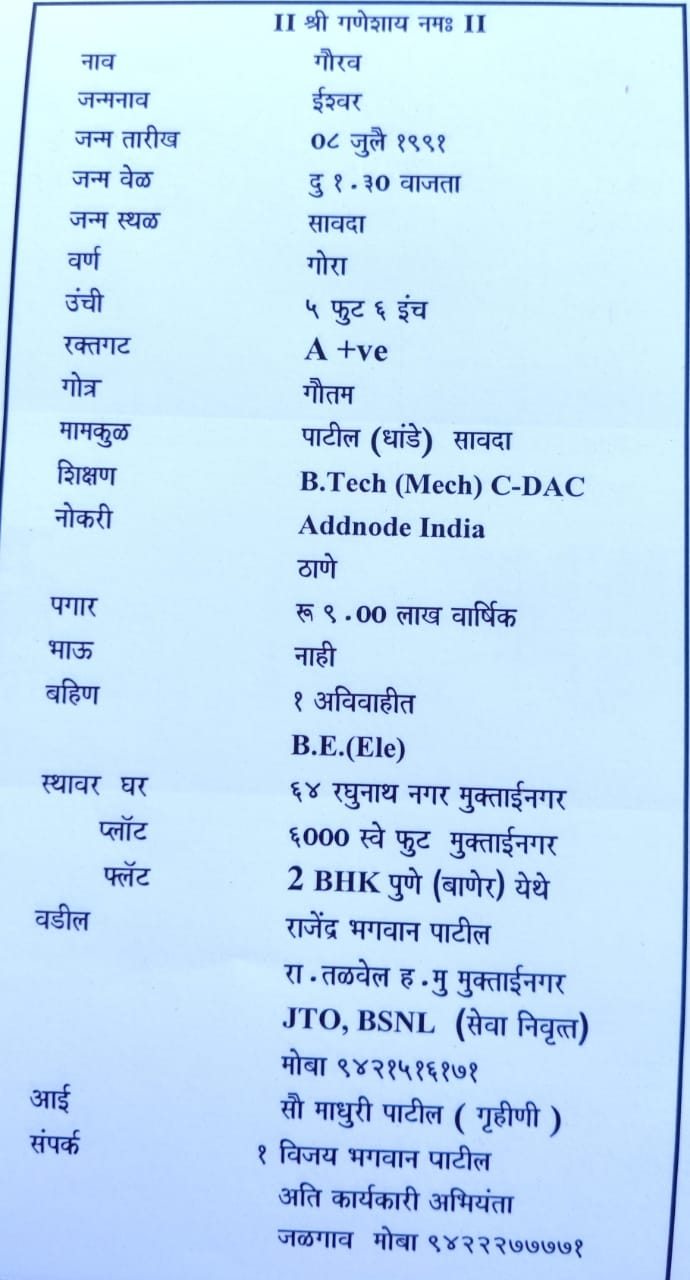 II श्री गणेशाय नमः II
नाव गौरव
जन्मनाव ईश्वर
जन्म तारीख ०८ जुलै १९९१
जन्म वेळ दु १.३० वाजता
जन्म स्थळ सावदा
वर्ण गोरा
उंची ५ फुट ६ इंच
रक्तगट A +ve
गोत्र गौतम
मामकुळ पाटील (धांडे) सावदा
शिक्षण B.Tech (Mech) C-DAC
नोकरी Addnode India
ठाणे
पगार रू ९.०० लाख वार्षिक
भाऊ नाही
बहिण १ अविवाहीत
B.E.(Ele)
स्थावर घर ६४ रघुनाथ नगर मुक्ताईनगर
प्लॉट ६००० स्वे फुट मुक्ताईनगर
फ्लॅट 2 BHK पुणे (बाणेर) येथे
वडील राजेंद्र भगवान पाटील
रा.तळवेल ह.मु मुक्ताईनगर
JTO, BSNL (सेवा निवृत्त)
मोबा ९४२१५१६१७१
आई सौ माधुरी पाटील ( गृहीणी )
संपर्क १ विजय भगवान पाटील
अति कार्यकारी अभियंता
जळगाव मोबा ९४२२२७७७७१